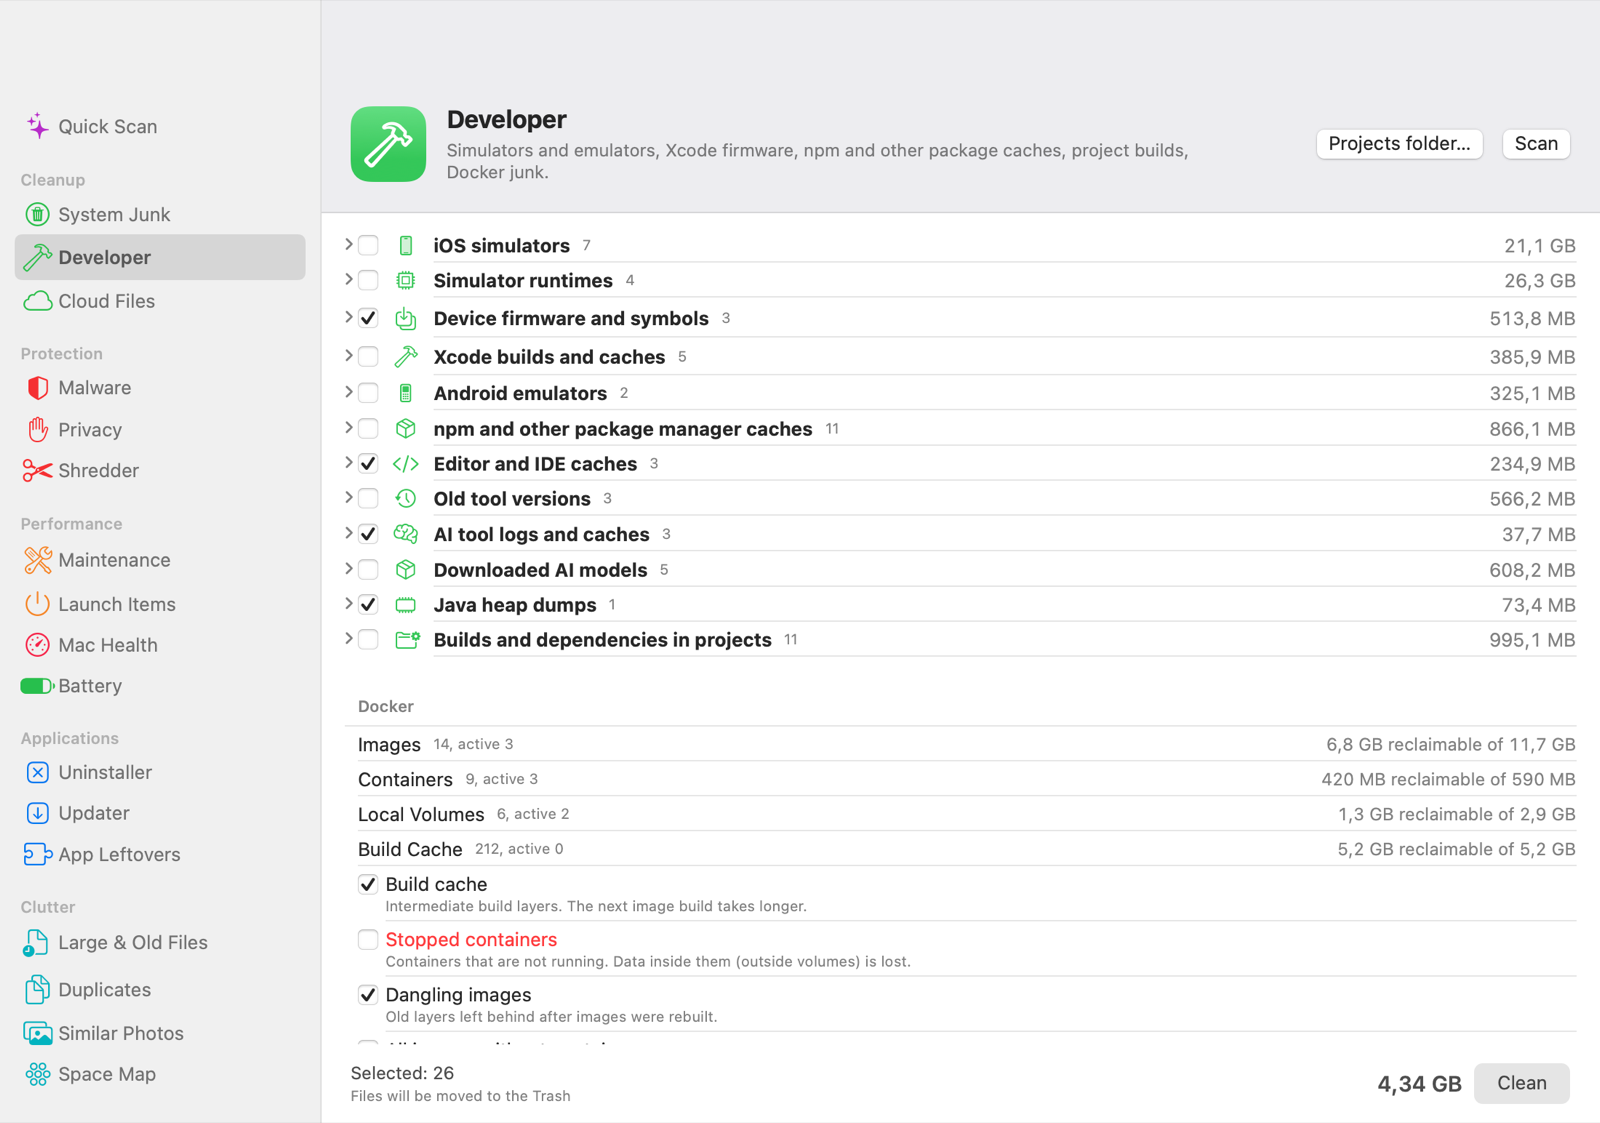 Quick Scan
Cleanup
System Junk
Developer
Cloud Files
Protection
Malware
Privacy
Shredder
Performance
Maintenance
Launch Items
Mac Health
Battery
Applications
Uninstaller
Updater
App Leftovers
Clutter
Large & Old Files
Duplicates
Similar Photos
Space Map
Developer
Simulators and emulators, Xcode firmware, npm and other package caches, project builds,
Docker junk.
Projects folder...
Scan
iOS simulators 7 21,1 GB
Simulator runtimes 4 26,3 GB
Device firmware and symbols 3 513,8 MB
Xcode builds and caches 5 385,9 MB
Android emulators 2 325,1 MB
npm and other package manager caches 11 866,1 MB
Editor and IDE caches 3 234,9 MB
Old tool versions 3 566,2 MB
AI tool logs and caches 3 37,7 MB
Downloaded AI models 5 608,2 MB
Java heap dumps 1 73,4 MB
Builds and dependencies in projects 11 995,1 MB
Docker
Images 14, active 3 6,8 GB reclaimable of 11,7 GB
Containers 9, active 3 420 MB reclaimable of 590 MB
Local Volumes 6, active 2 1,3 GB reclaimable of 2,9 GB
Build Cache 212, active 0 5,2 GB reclaimable of 5,2 GB
Build cache
Intermediate build layers. The next image build takes longer.
Stopped containers
Containers that are not running. Data inside them (outside volumes) is lost.
Dangling images
Old layers left behind after images were rebuilt.
Selected: 26
Files will be moved to the Trash
4,34 GB
Clean